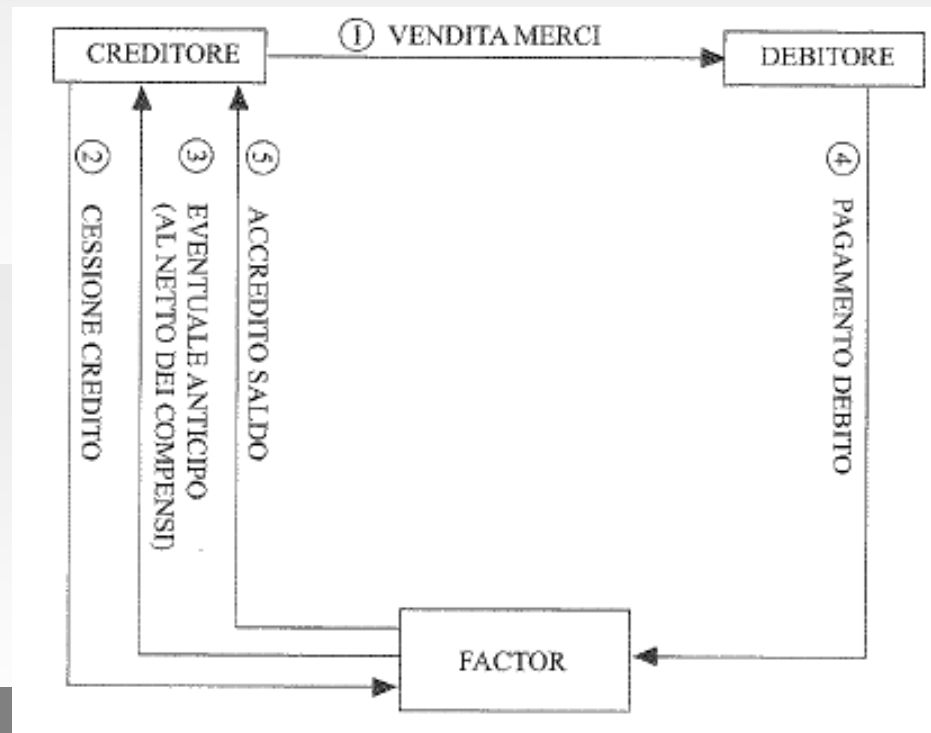 CREDITORE
① VENDITA MERCI
DEBITORE
② CESSIONE CREDITO
③ EVENTUALE ANTICIPO
(AL NETTO DEI COMPENSI)
⑤ ACCREDITO SALDO
④ PAGAMENTO DEBITO
FACTOR